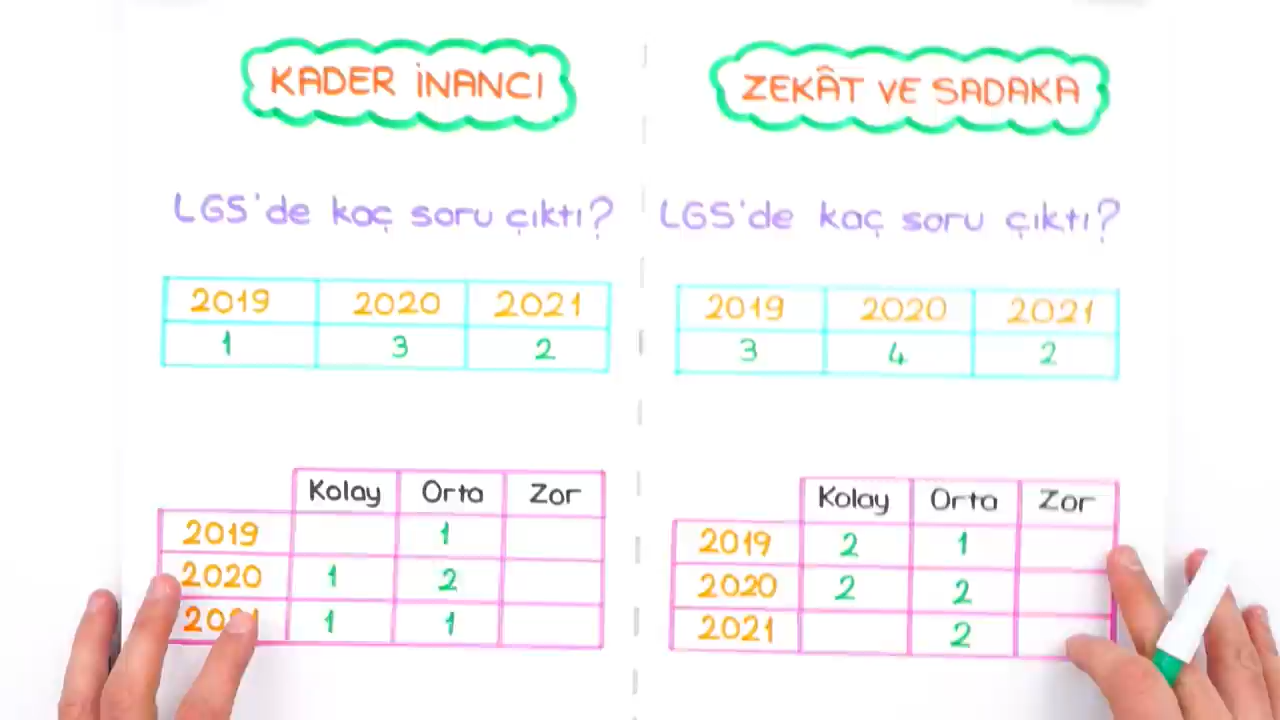 KADER İNANCI
LGS'de kaç soru çıktı?
2019 2020 2021
1 3 2
Kolay Orta Zor
2019 1
2020 1 2
2021 1 1
ZEKÂT VE SADAKA
LGS'de kaç soru çıktı?
2019 2020 2021
3 4 2
Kolay Orta Zor
2019 2 1
2020 2 2
2021 2